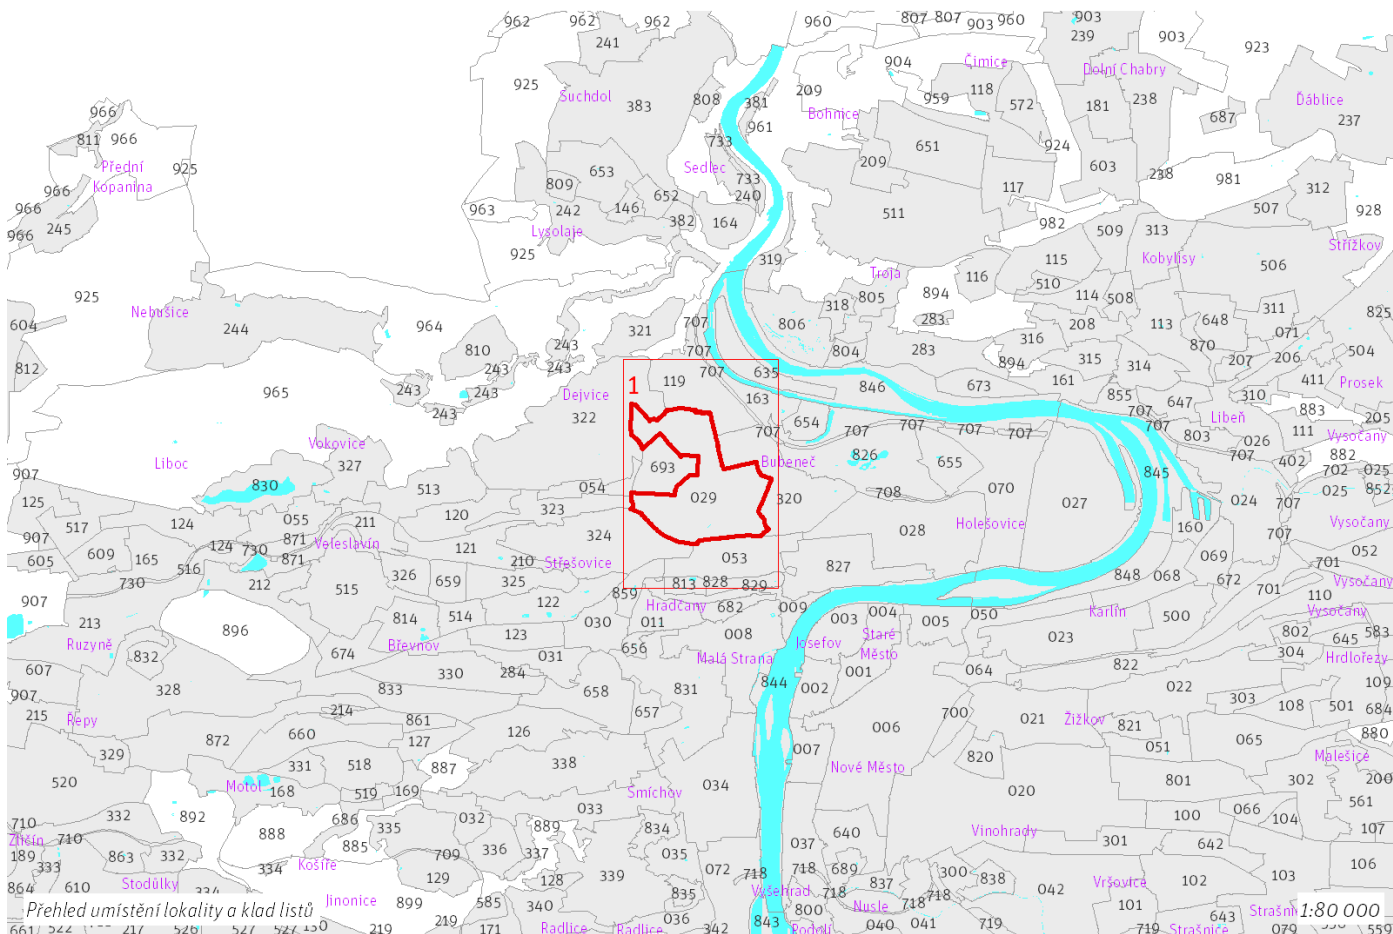 962 962 962 960 807 807 903 960 903
241 239 903 923
904 Čimice Dolní Chabry
925 Suchdol 383 808 381 209 959 118 572 181 238 Ďáblice
966 811 966 961 Bohnice 687 237
733 651 924
Přední Kopanina 925 Sedlec 209 603 238
653 733 981
966 809 652 240 117 312
966 963 242 146 382 164 511 507 928
966 245 Lysolaje 982 509 313 Střížkov
925 319 115 Kobylisy 506
925 Troja 116 510
894 114 508
Nebušice 318 805 311 825
604 244 964 321 707 806 283 316 208 113 648 071
243 707 804 283 870 504
812 810 243 894 315 314 207 206
965 243 243 707 635 411 Prosek
243 243 119 846 673 161 855 310
1
Dejvice 163 647 883 205
243 322 654 707 Libeň
Vokovice 707 707 707 707 707 803 026 111 Vysočany
Liboc 327 693 Bubeneč 826 655 707 402 882
845 702 025
907 830 513 054 029 320 708 070 024 025 852
125 323 027 707
517 124 055 211 120 028 Holešovice 160 Vysočany
907 124 871 Veleslavín 324
609 165 730 871 121 053 069 052
605 516 210 Střešovice 827 701
730 212 515 326 659 325 813 828 829 848 068 672 701 Vysočany
907 859 110
122 Hradčany 682 009 004 050 Karlín Vysočany
213 896 814 514 030 011 003 005 500
Ruzyně 123 008 Josefov Staré Město 023 802 645 583
832 674 Břevnov 656 304 Hrdlořezy
031 Malá Strana 001 822
607 330 284 064
328 833 658 831 844 002 022 109
907 303 108 501 684
215 Řepy 214 861 657 700 021 Žižkov 821
872 660 127 126 006 065 880
329 007 051 Malešice
331 518 887 338 820
520 Motol 168 034 Nové Město 801 302 200
519 169 Smíchov 020
332 892 033 066 561
710 686 032 834 640 100 104 107
888 335 889 Vinohrady
Zličín 710 885 037 301 642
189 863 332 709 336 337 035
333 334 Košíře 072 718 689 300 106
864 Stodůlky 129 128 339 718 837 838 Vršovice 102 103
610 334 835 Vyšehrad 718 042
Jinonice 899 585 340 718 718 101
Přehled umístění lokality a klad listů 036 800 Nusle Strašni 1:80 000
219 843 643
661 522 217 526 527 527 130 219 171 Radlice Radlice 342 Podolí 040 041 719 719 Strašnice 079 559